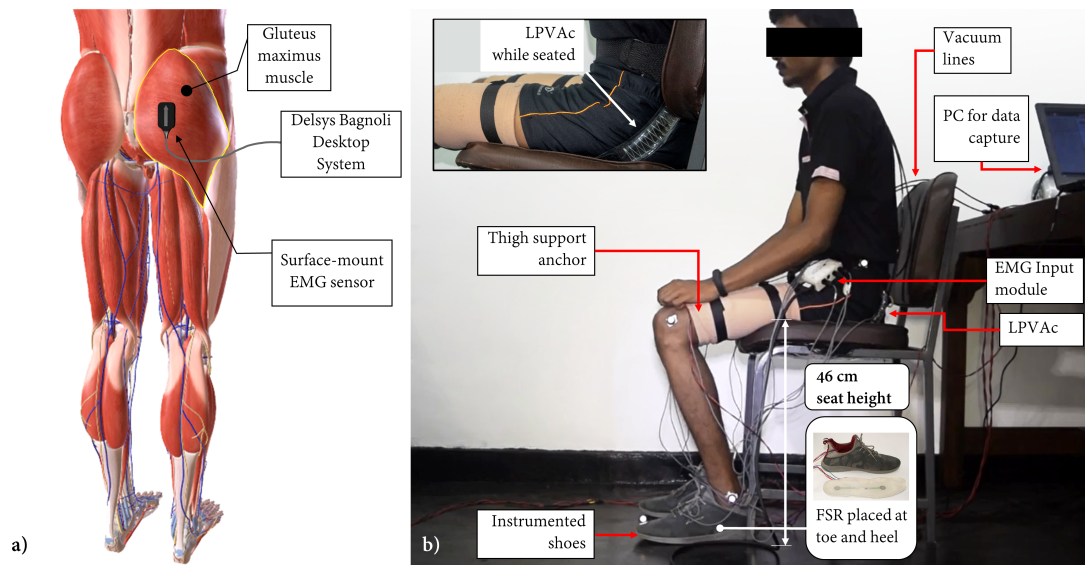 Gluteus
maximus
muscle
Delsys Bagnoli
Desktop
System
Surface-mount
EMG sensor
a)
LPVAc
while seated
Vacuum
lines
PC for data
capture
Thigh support
anchor
EMG Input
module
LPVAc
46 cm
seat height
FSR placed at
toe and heel
Instrumented
shoes
b)